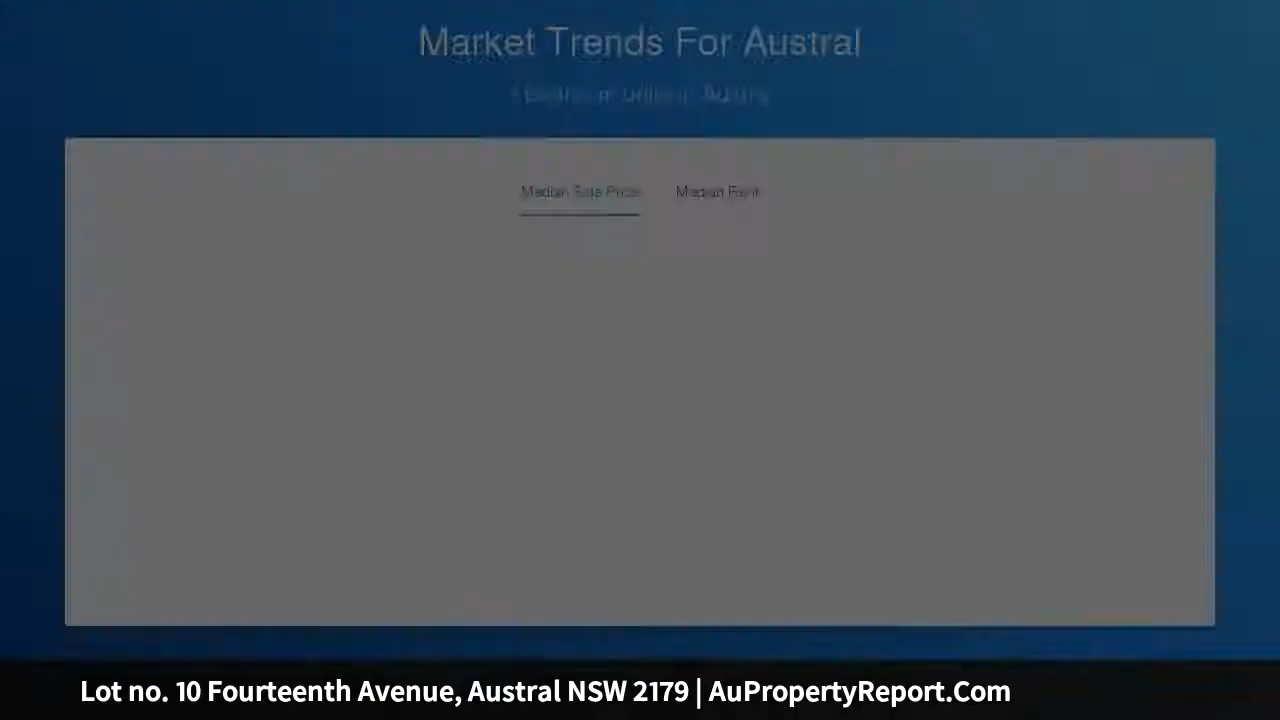 Market Trends For Austral
Median Sale Price Median Rent
Lot no. 10 Fourteenth Avenue, Austral NSW 2179 | AuPropertyReport.Com